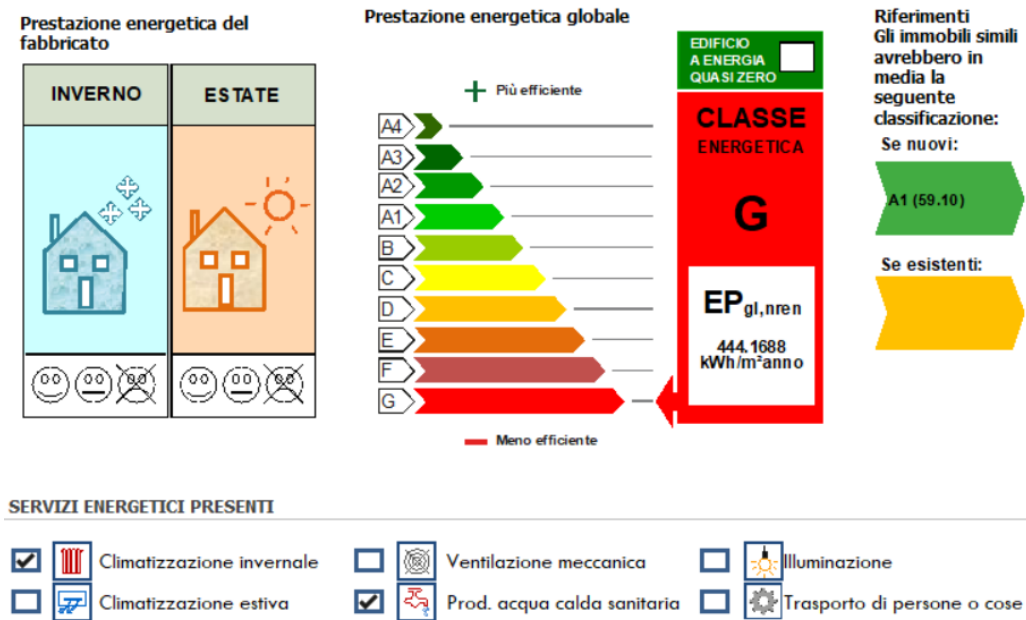 Prestazione energetica del
fabbricato
INVERNO
ESTATE
Prestazione energetica globale
Più efficiente
A4
A3
A2
A1
B
C
D
E
F
G
Meno efficiente
EDIFICIO
A ENERGIA
QUASI ZERO
CLASSE
ENERGETICA
G
EPgl,nren
444.1688
kWh/m²anno
Riferimenti
Gli immobili simili
avrebbero in
media la
seguente
classificazione:
Se nuovi:
A1 (59.10)
Se esistenti:
SERVIZI ENERGETICI PRESENTI
Climatizzazione invernale
Ventilazione meccanica
Illuminazione
Climatizzazione estiva
Prod. acqua calda sanitaria
Trasporto di persone o cose